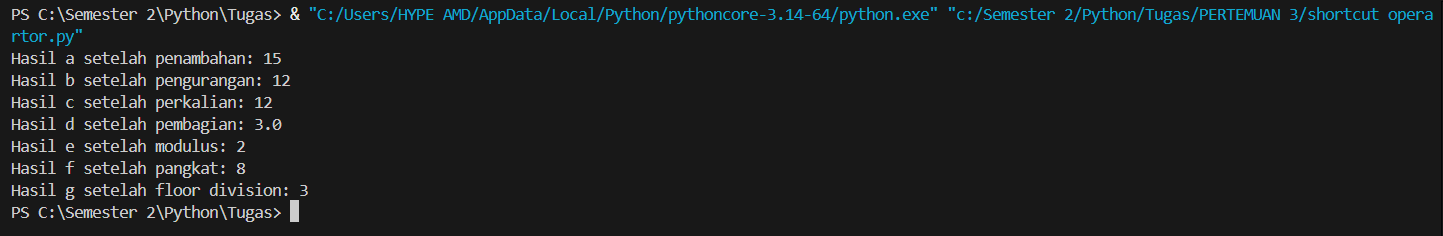 PS C:\Semester 2\Python\Tugas> & "C:/Users/HYPE AMD/AppData/Local/Python/pythoncore-3.14-64/python.exe" "c:/Semester 2/Python/Tugas/PERTEMUAN 3/shortcut opera
rtor.py"
Hasil a setelah penambahan: 15
Hasil b setelah pengurangan: 12
Hasil c setelah perkalian: 12
Hasil d setelah pembagian: 3.0
Hasil e setelah modulus: 2
Hasil f setelah pangkat: 8
Hasil g setelah floor division: 3
PS C:\Semester 2\Python\Tugas>